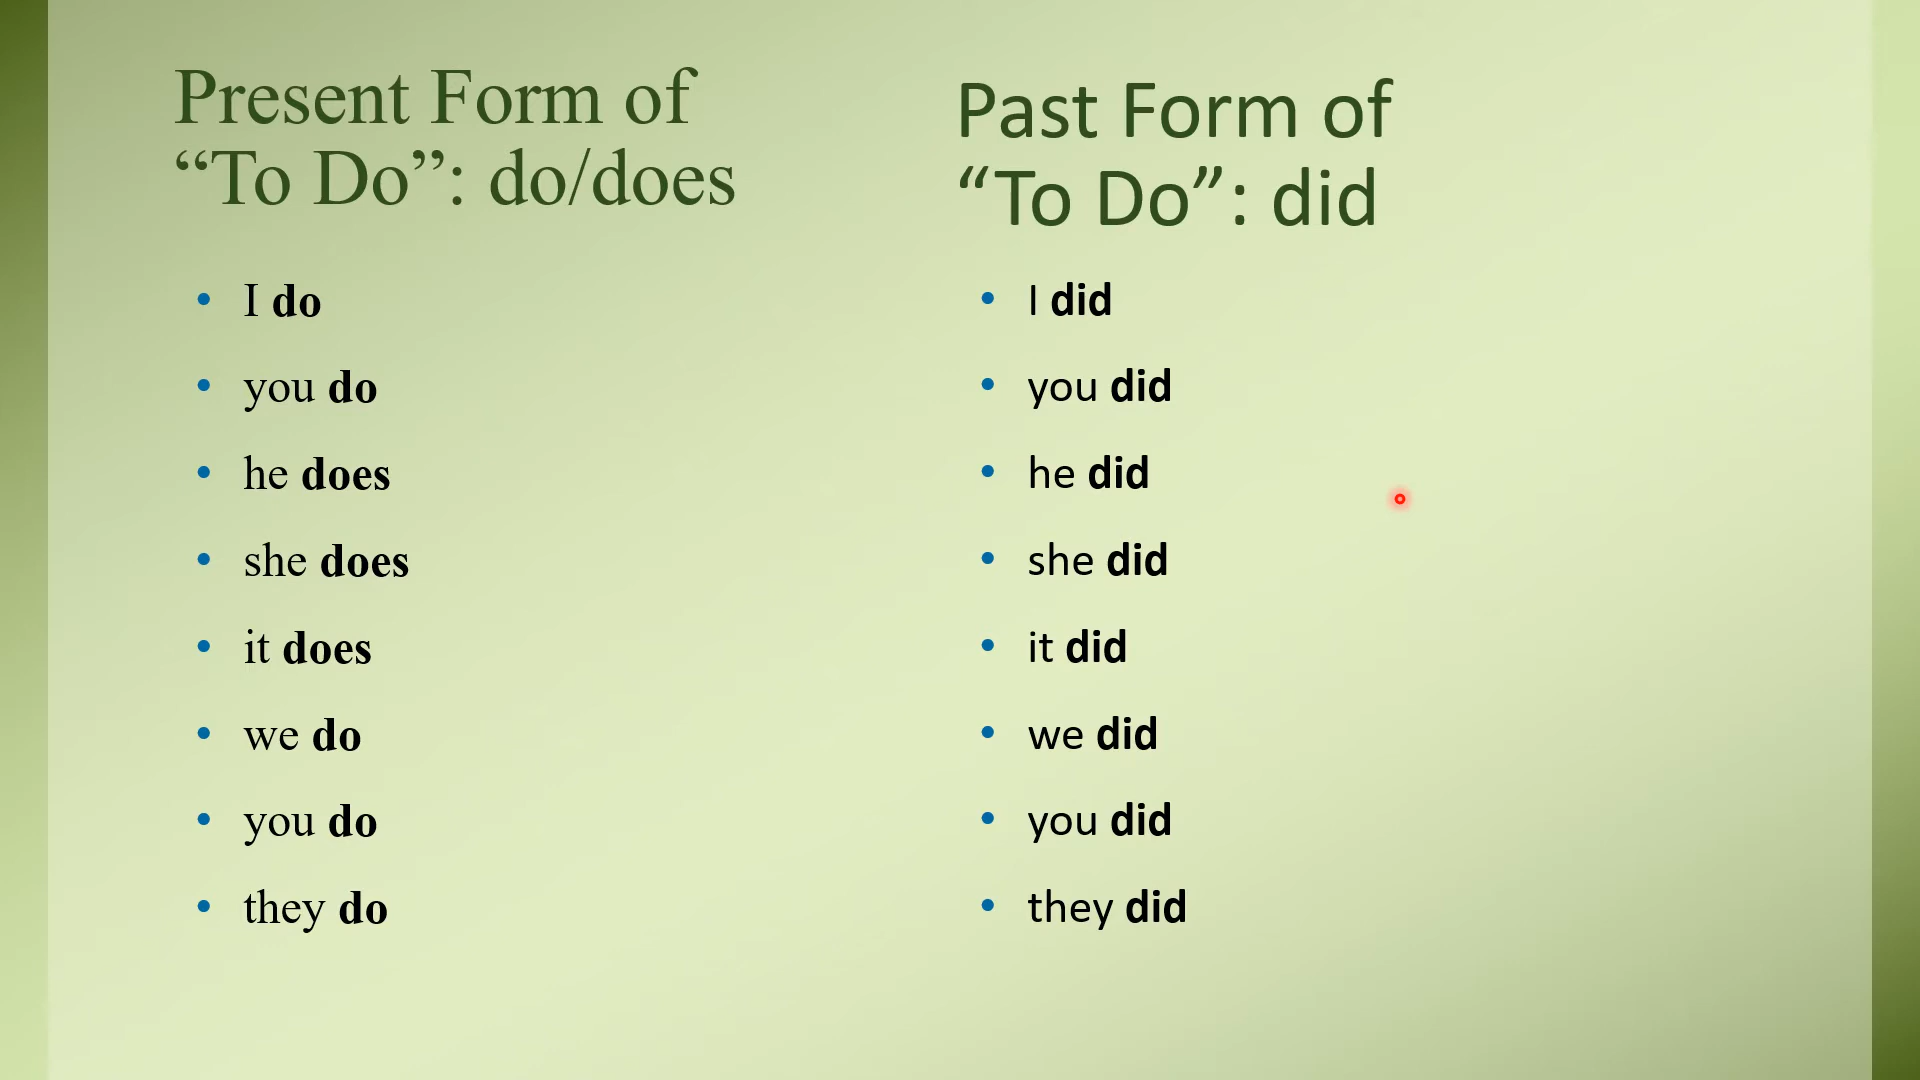 Present Form of
“To Do”: do/does
• I do
• you do
• he does
• she does
• it does
• we do
• you do
• they do
Past Form of
“To Do”: did
• I did
• you did
• he did
• she did
• it did
• we did
• you did
• they did